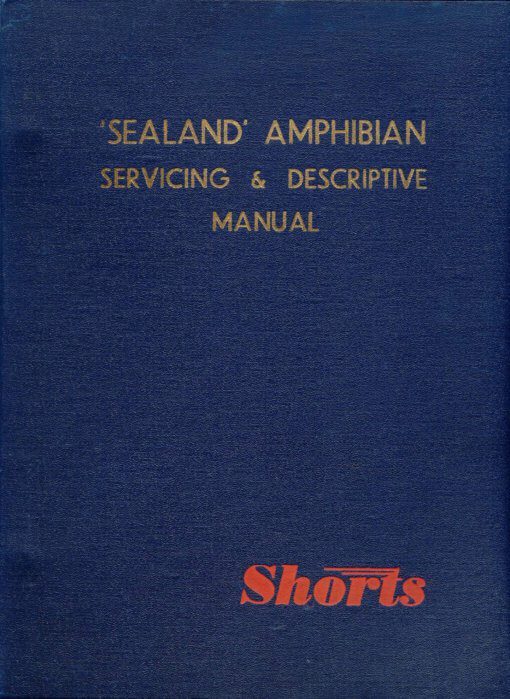 'SEALAND' AMPHIBIAN
SERVICING & DESCRIPTIVE
MANUAL
Shorts